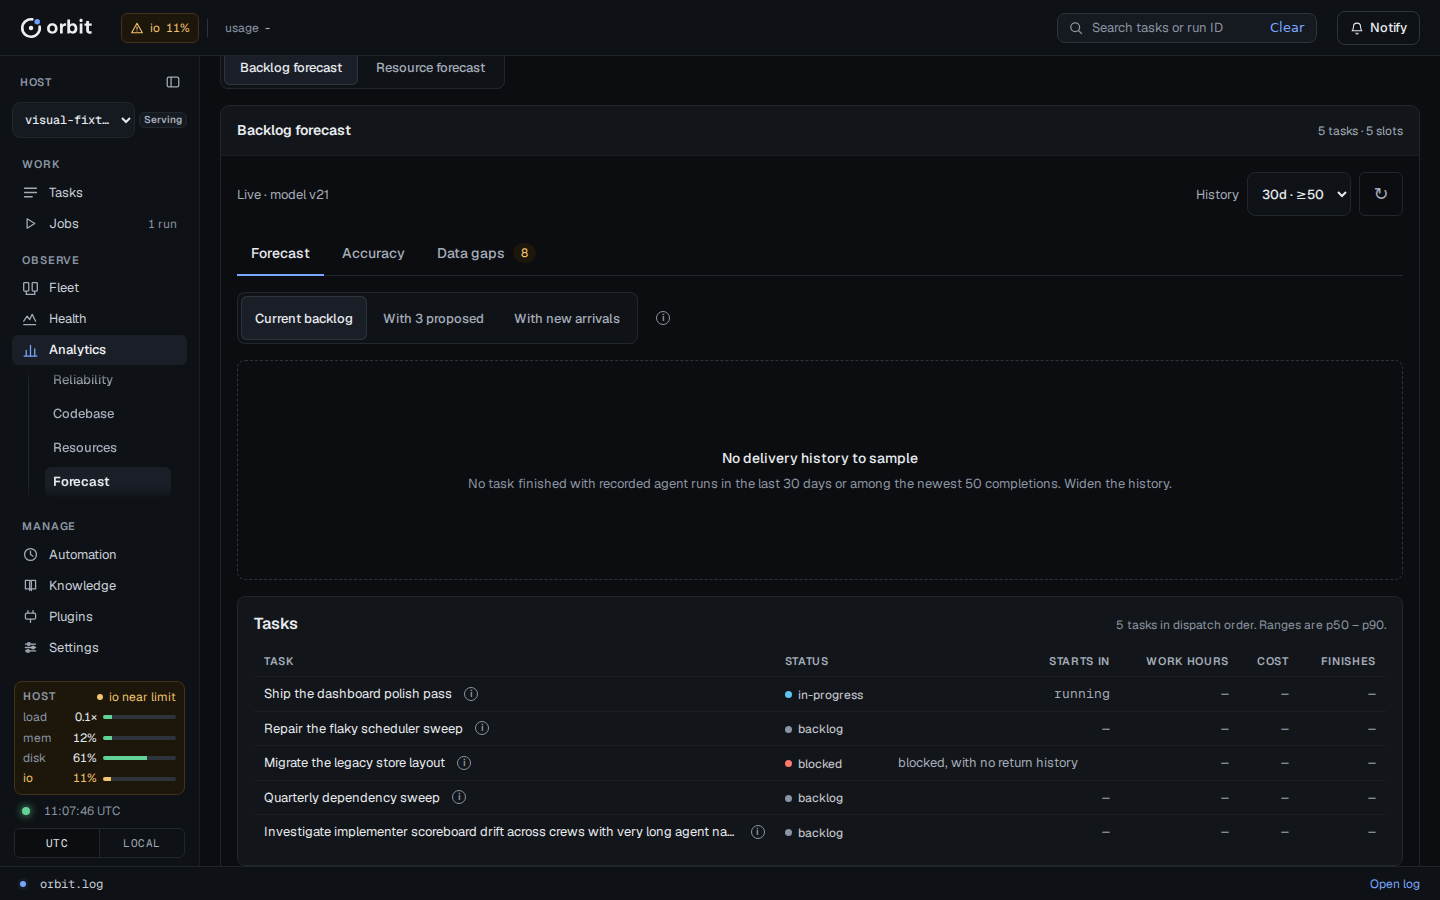 orbit
io 11%
usage -
Search tasks or run ID
Clear
Notify
HOST
visual-fixt…
Serving
WORK
Tasks
Jobs
1 run
OBSERVE
Fleet
Health
Analytics
Reliability
Codebase
Resources
Forecast
MANAGE
Automation
Knowledge
Plugins
Settings
HOST
io near limit
load 0.1×
mem 12%
disk 61%
io 11%
11:07:46 UTC
UTC
LOCAL
Backlog forecast
Resource forecast
Backlog forecast
5 tasks · 5 slots
Live · model v21
History
30d · ≥50
↻
Forecast
Accuracy
Data gaps
8
Current backlog
With 3 proposed
With new arrivals
No delivery history to sample
No task finished with recorded agent runs in the last 30 days or among the newest 50 completions. Widen the history.
Tasks
5 tasks in dispatch order. Ranges are p50 – p90.
TASK STATUS STARTS IN WORK HOURS COST FINISHES
Ship the dashboard polish pass in-progress running – – –
Repair the flaky scheduler sweep backlog – – – –
Migrate the legacy store layout blocked blocked, with no return history – – –
Quarterly dependency sweep backlog – – – –
Investigate implementer scoreboard drift across crews with very long agent na… backlog – – – –
orbit.log
Open log